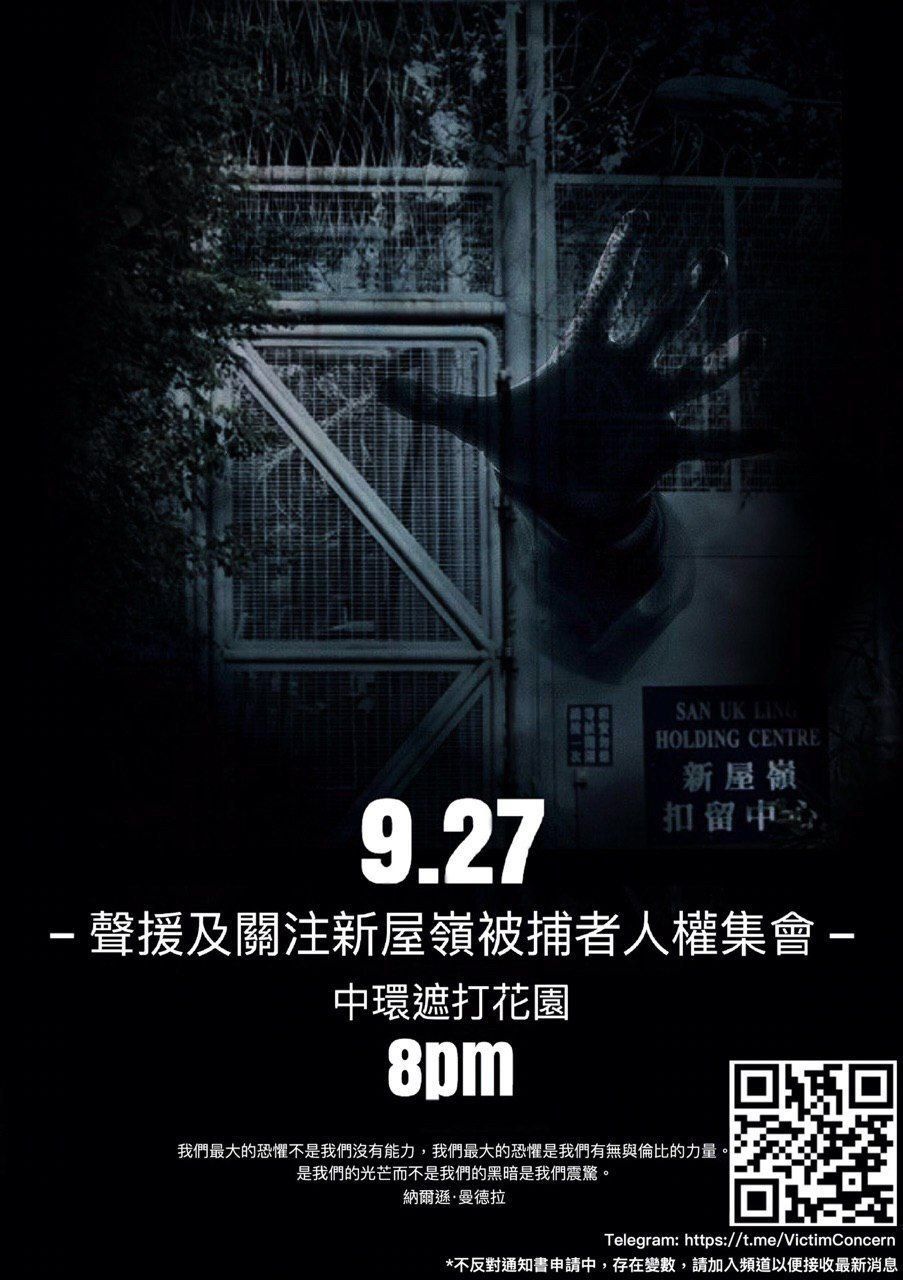 SAN UK LING
HOLDING CENTRE
新屋嶺
扣留中心
9.27
– 聲援及關注新屋嶺被捕者人權集會 –
中環遮打花園
8pm
我們最大的恐懼不是我們沒有能力，我們最大的恐懼是我們有無與倫比的力量。
是我們的光芒而不是我們的黑暗是我們震驚。
納爾遜·曼德拉
Telegram: https://t.me/VictimConcern
*不反對通知書申請中，存在變數，請加入頻道以便接收最新消息